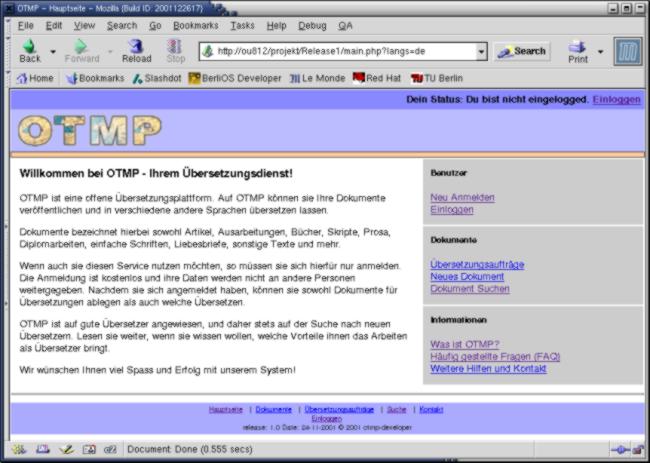 OTMP - Hauptseite - Mozilla {Build ID: 2001122617}
File Edit View Search Go Bookmarks Tasks Help Debug QA
Back Forward Reload Stop http://ou812/projekt/Release1/main.php?langs=de Search Print
Home Bookmarks Slashdot BerliOS Developer Le Monde Red Hat TU Berlin
Dein Status: Du bist nicht eingelogged. Einloggen
OTMP
Willkommen bei OTMP - Ihrem Übersetzungsdienst!
OTMP ist eine offene Übersetzungsplattform. Auf OTMP können sie Ihre Dokumente
veröffentlichen und in verschiedene andere Sprachen übersetzen lassen.
Dokumente bezeichnet hierbei sowohl Artikel, Ausarbeitungen, Bücher, Skripte, Prosa,
Diplomarbeiten, einfache Schriften, Liebesbriefe, sonstige Texte und mehr.
Wenn auch sie diesen Service nutzen möchten, so müssen sie sich hierfür nur anmelden.
Die Anmeldung ist kostenlos und ihre Daten werden nicht an andere Personen
weitergegeben. Nachdem sie sich angemeldet haben, können sie sowohl Dokumente für
Übersetzungen ablegen als auch welche Übersetzen.
OTMP ist auf gute Übersetzer angewiesen, und daher stets auf der Suche nach neuen
Übersetzern. Lesen sie weiter, wenn sie wissen wollen, welche Vorteile ihnen das Arbeiten
als Übersetzer bringt.
Wir wünschen Ihnen viel Spass und Erfolg mit unserem System!
Benutzer
Neu Anmelden
Einloggen
Dokumente
Übersetzungsaufträge
Neues Dokument
Dokument Suchen
Informationen
Was ist OTMP?
Häufig gestellte Fragen (FAQ)
Weitere Hilfen und Kontakt
Hauptseite | Dokumente | Übersetzungsaufträge | Suche | Kontakt
Einloggen
release: 1.0 Date: 24-11-2001 © 2001 otmp-developer
Document: Done (0.555 secs)